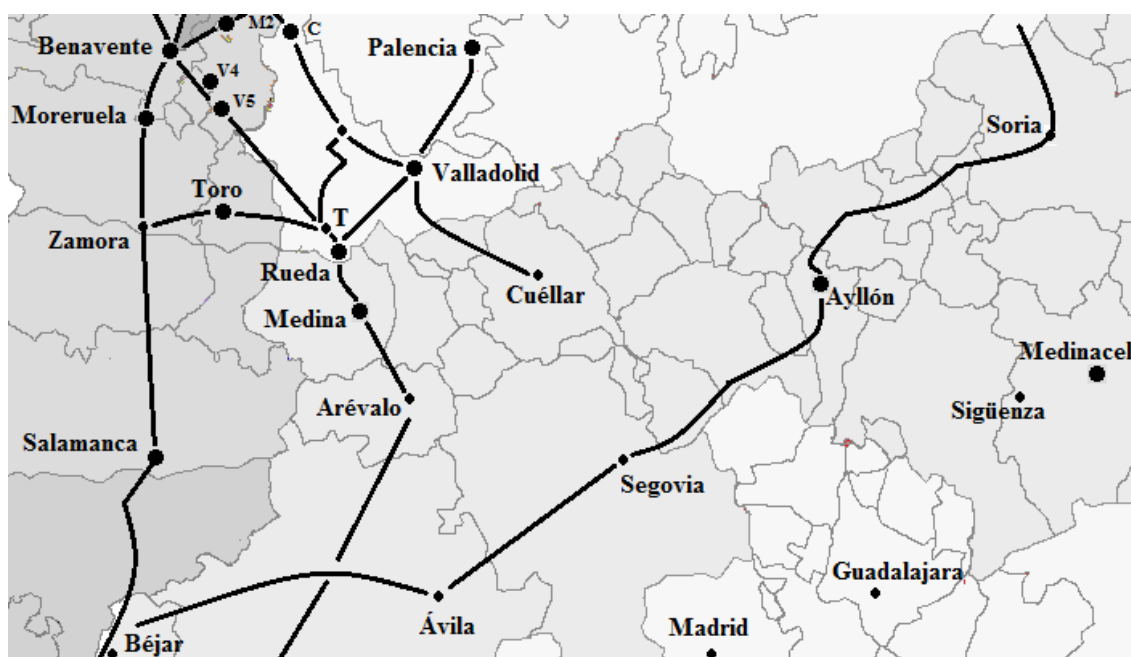 M2
C
Benavente
Palencia
V4
V5
Moreruela
Soria
Valladolid
Toro
T
Zamora
Rueda
Cuéllar
Ayllón
Medina
Medinacel
Arévalo
Sigüenza
Salamanca
Segovia
Guadalajara
Ávila
Madrid
Béjar